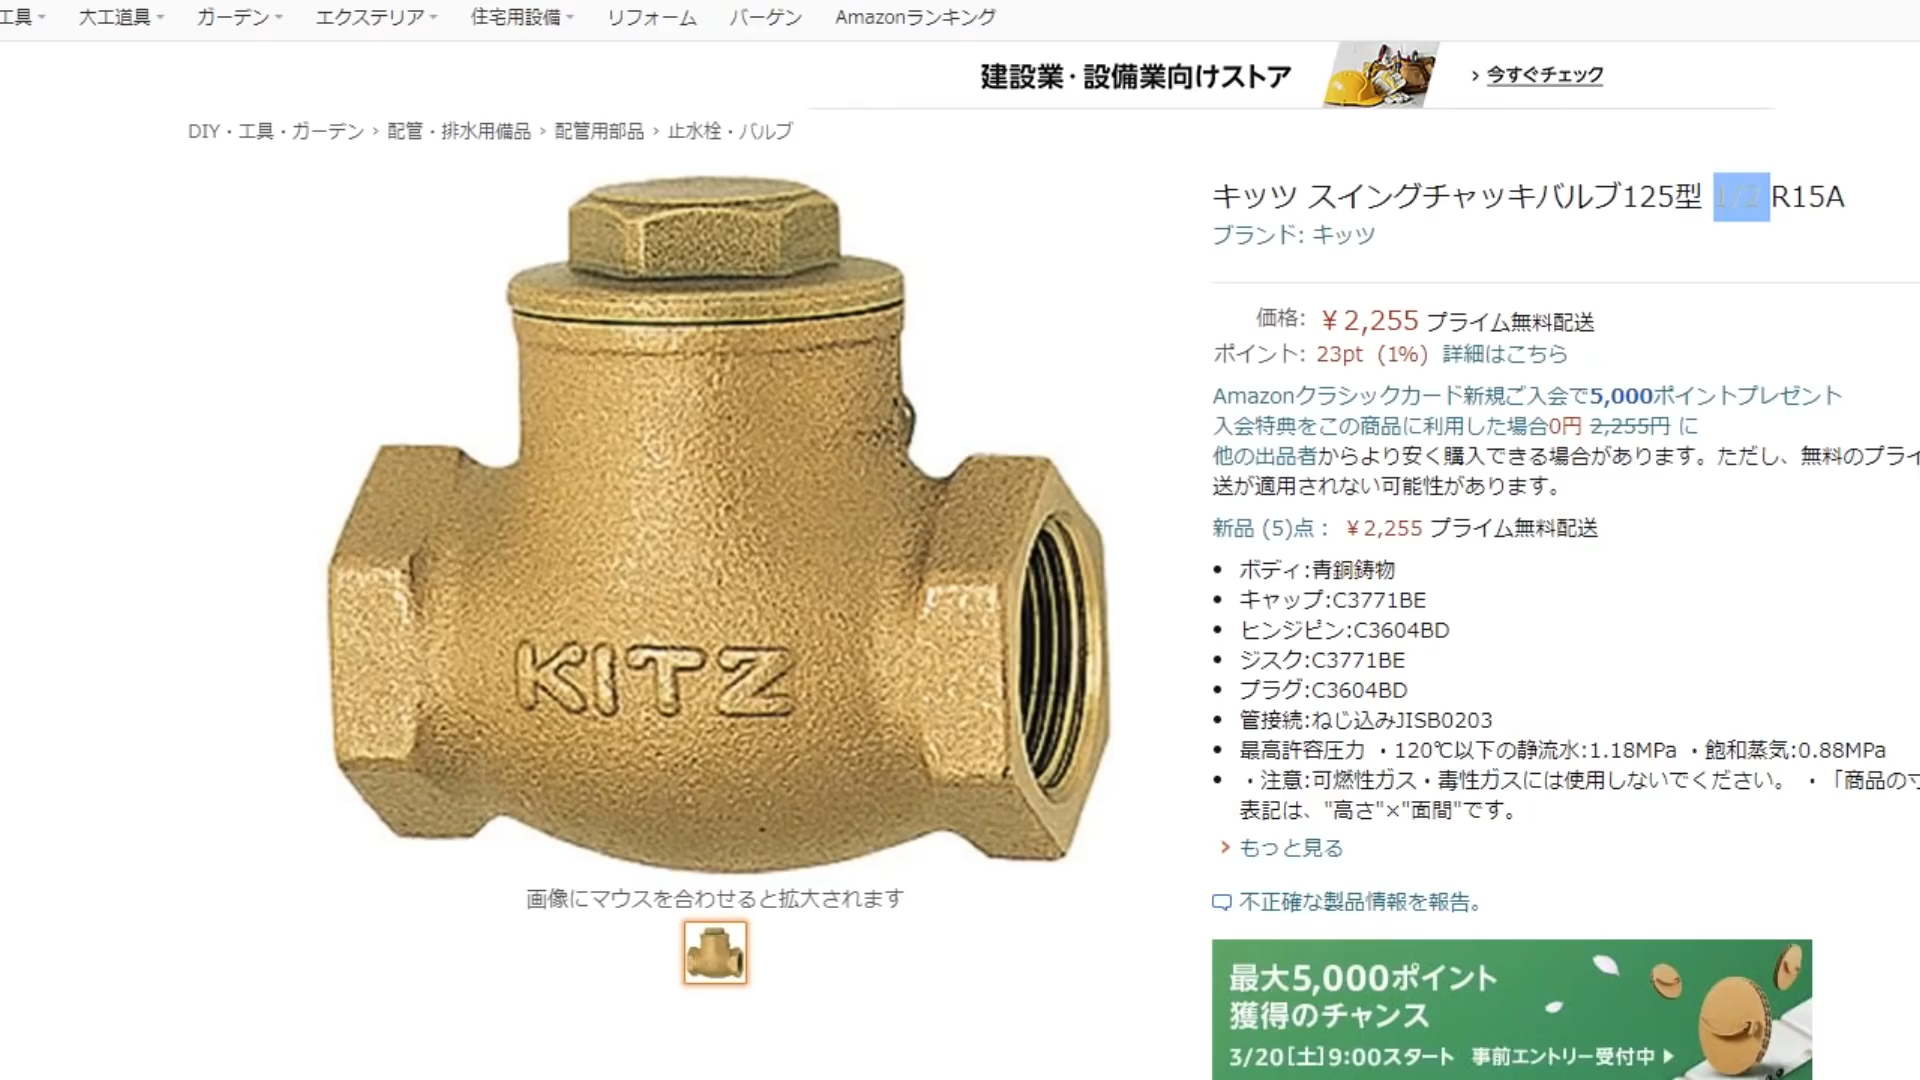 工具
大工道具
ガーデン
エクステリア
住宅用設備
リフォーム
バーゲン
Amazonランキング
建設業・設備業向けストア
› 今すぐチェック
DIY・工具・ガーデン › 配管・排水用備品 › 配管用部品 › 止水栓・バルブ
キッツ スイングチャッキバルブ125型 1/2 R15A
ブランド: キッツ
価格: ￥2,255 プライム無料配送
ポイント: 23pt (1%) 詳細はこちら
Amazonクラシックカード新規ご入会で5,000ポイントプレゼント
入会特典をこの商品に利用した場合0円 2,255円 に
他の出品者からより安く購入できる場合があります。ただし、無料のプライ
送が適用されない可能性があります。
新品 (5)点： ￥2,255 プライム無料配送
• ボディ:青銅鋳物
• キャップ:C3771BE
• ヒンジピン:C3604BD
• ジスク:C3771BE
• プラグ:C3604BD
• 管接続:ねじ込みJISB0203
• 最高許容圧力 ・120℃以下の静流水:1.18MPa ・飽和蒸気:0.88MPa
• ・注意:可燃性ガス・毒性ガスには使用しないでください。 ・「商品の寸
表記は、"高さ"×"面間"です。
› もっと見る
不正確な製品情報を報告。
KITZ
画像にマウスを合わせると拡大されます
最大5,000ポイント
獲得のチャンス
3/20[土]9:00スタート 事前エントリー受付中